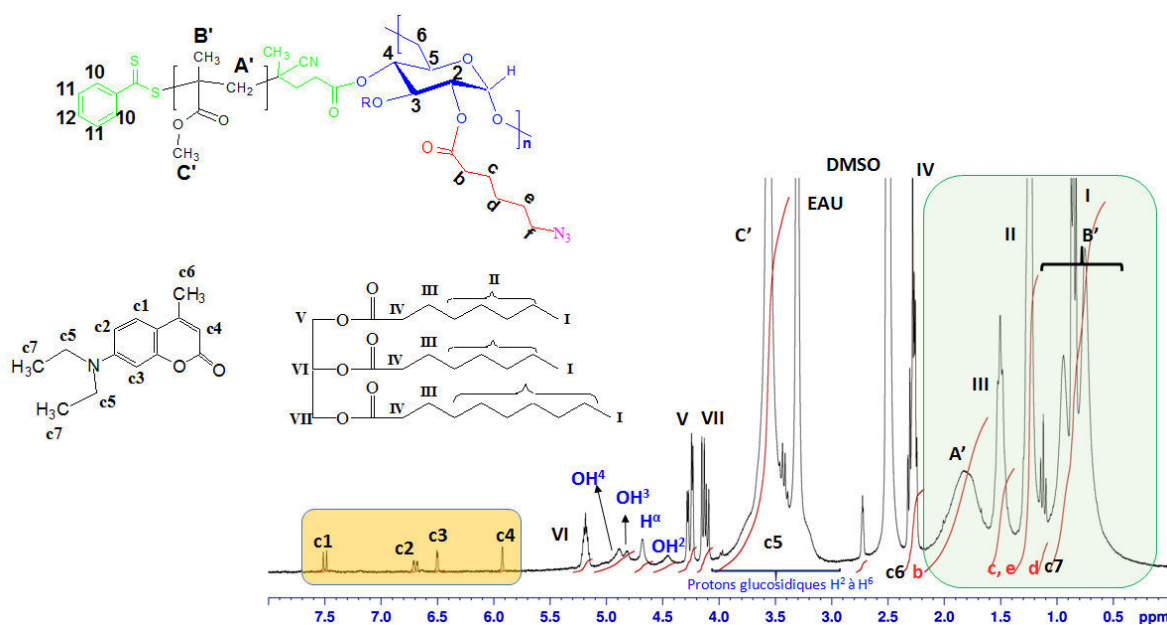 B'
CH3
A'
CH2
S
S
10
11
12
11
10
O
O
H3C
C'
CH3
CN
O
O
6
4
5
2
3
H
O
O
n
RO
O
O
b
c
d
e
f
N3
c6
CH3
c1
c2
c4
c5
c7
H3C
N
c3
O
O
H3C
c5
c7
O
III
II
V
O
IV
I
O
III
VI
O
IV
I
O
III
VII
O
IV
I
DMSO
IV
EAU
C'
II
I
B'
III
A'
V
VII
OH4
OH3
Hα
OH2
VI
c1
c2
c3
c4
c5
c6
b
c, e
d
c7
Protons glucosidiques H2 à H6
7.5 7.0 6.5 6.0 5.5 5.0 4.5 4.0 3.5 3.0 2.5 2.0 1.5 1.0 0.5 ppm